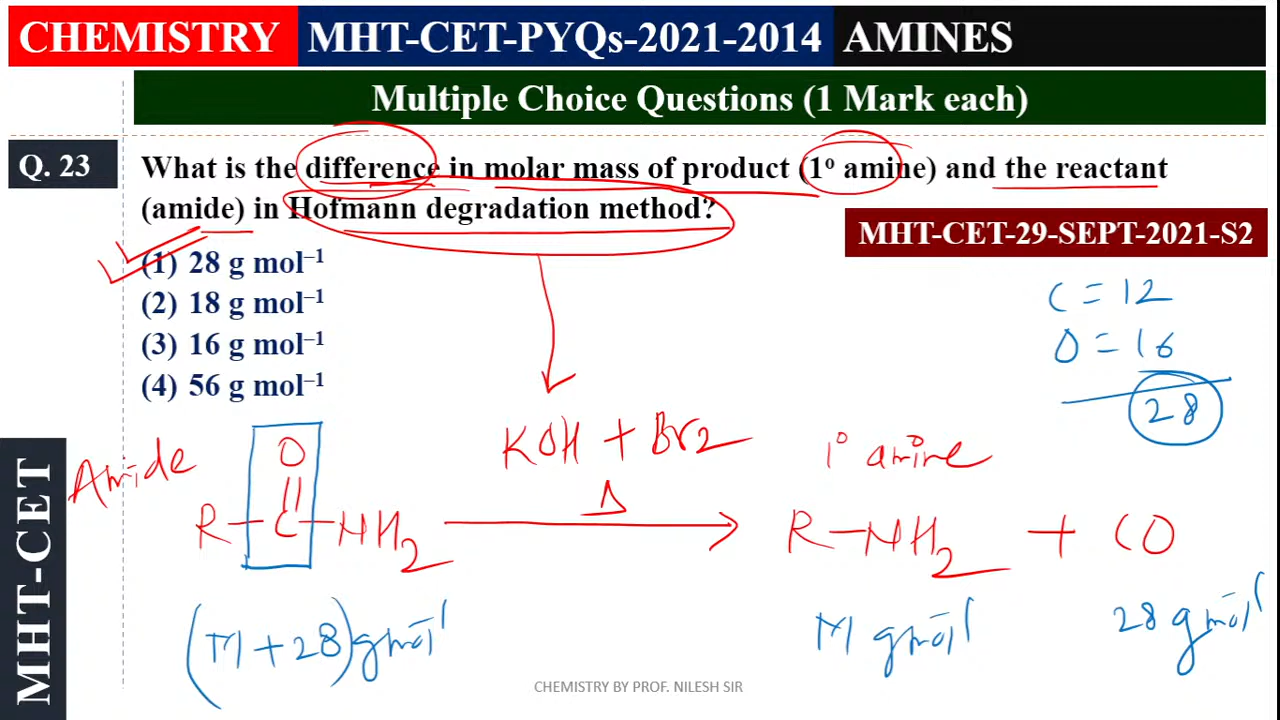 CHEMISTRY MHT-CET-PYQs-2021-2014 AMINES
Multiple Choice Questions (1 Mark each)
Q. 23
What is the difference in molar mass of product (1º amine) and the reactant
(amide) in Hofmann degradation method?
MHT-CET-29-SEPT-2021-S2
(1) 28 g mol⁻¹
(2) 18 g mol⁻¹
(3) 16 g mol⁻¹
(4) 56 g mol⁻¹
C = 12
O = 16
28
Amide
O
||
R–C–NH₂
KOH + Br₂
Δ
1º amine
R–NH₂ + CO
(M + 28) g mol⁻¹
M g mol⁻¹
28 g mol⁻¹
MHT-CET
CHEMISTRY BY PROF. NILESH SIR